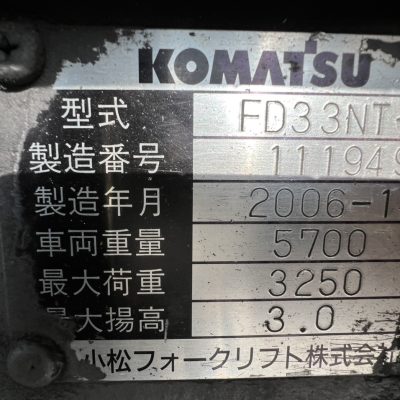 KOMATSU
型式 FD33NT-
製造番号 111949
製造年月 2006-1
車両重量 5700
最大荷重 3250
最大揚高 3.0
小松フォークリフト株式会